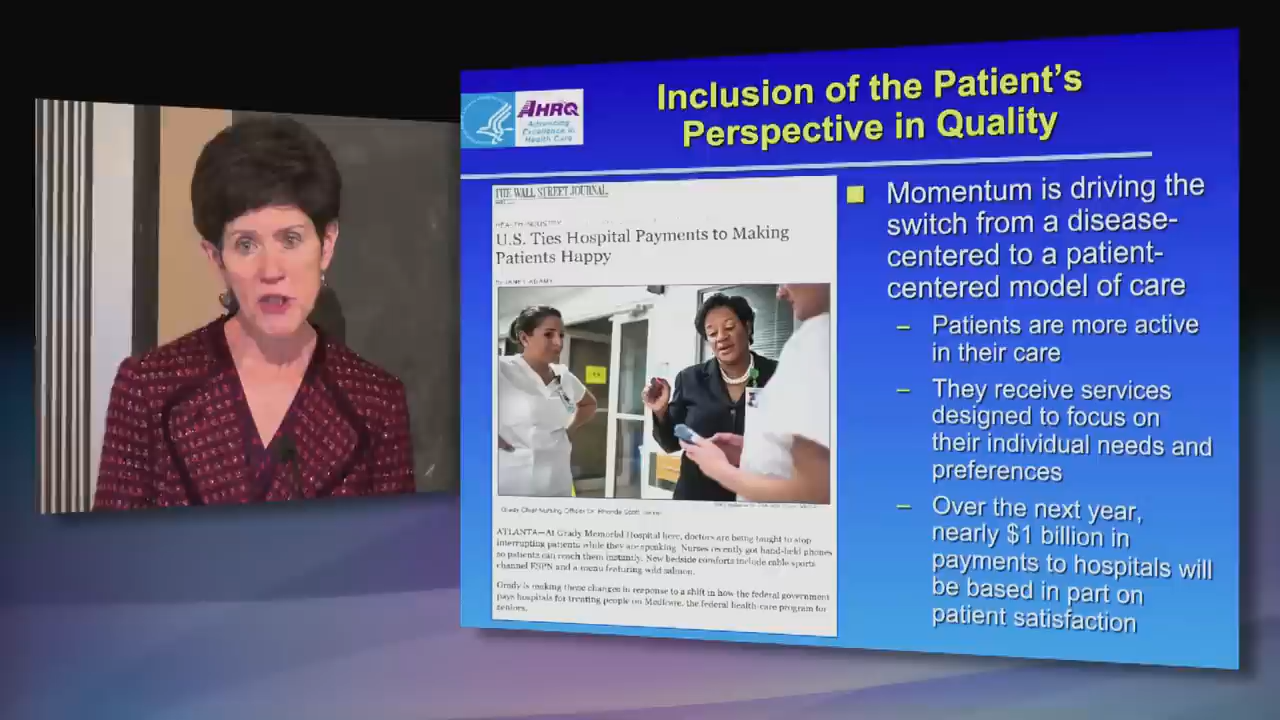 Inclusion of the Patient's
Perspective in Quality
AHRQ
Advancing
Excellence in
Health Care
THE WALL STREET JOURNAL.
HEALTH INDUSTRY
U.S. Ties Hospital Payments to Making
Patients Happy
ATLANTA—At Grady Memorial Hospital here, doctors are being taught to stop
interrupting patients while they are speaking. Nurses recently got hand-held phones
so patients can reach them instantly. New bedside comforts include cable sports
channel ESPN and a menu featuring wild salmon.
Grady is making these changes in response to a shift in how the federal government
pays hospitals for treating people on Medicare, the federal health-care program for
seniors.
Momentum is driving the
switch from a disease-
centered to a patient-
centered model of care
– Patients are more active
in their care
– They receive services
designed to focus on
their individual needs and
preferences
– Over the next year,
nearly $1 billion in
payments to hospitals will
be based in part on
patient satisfaction